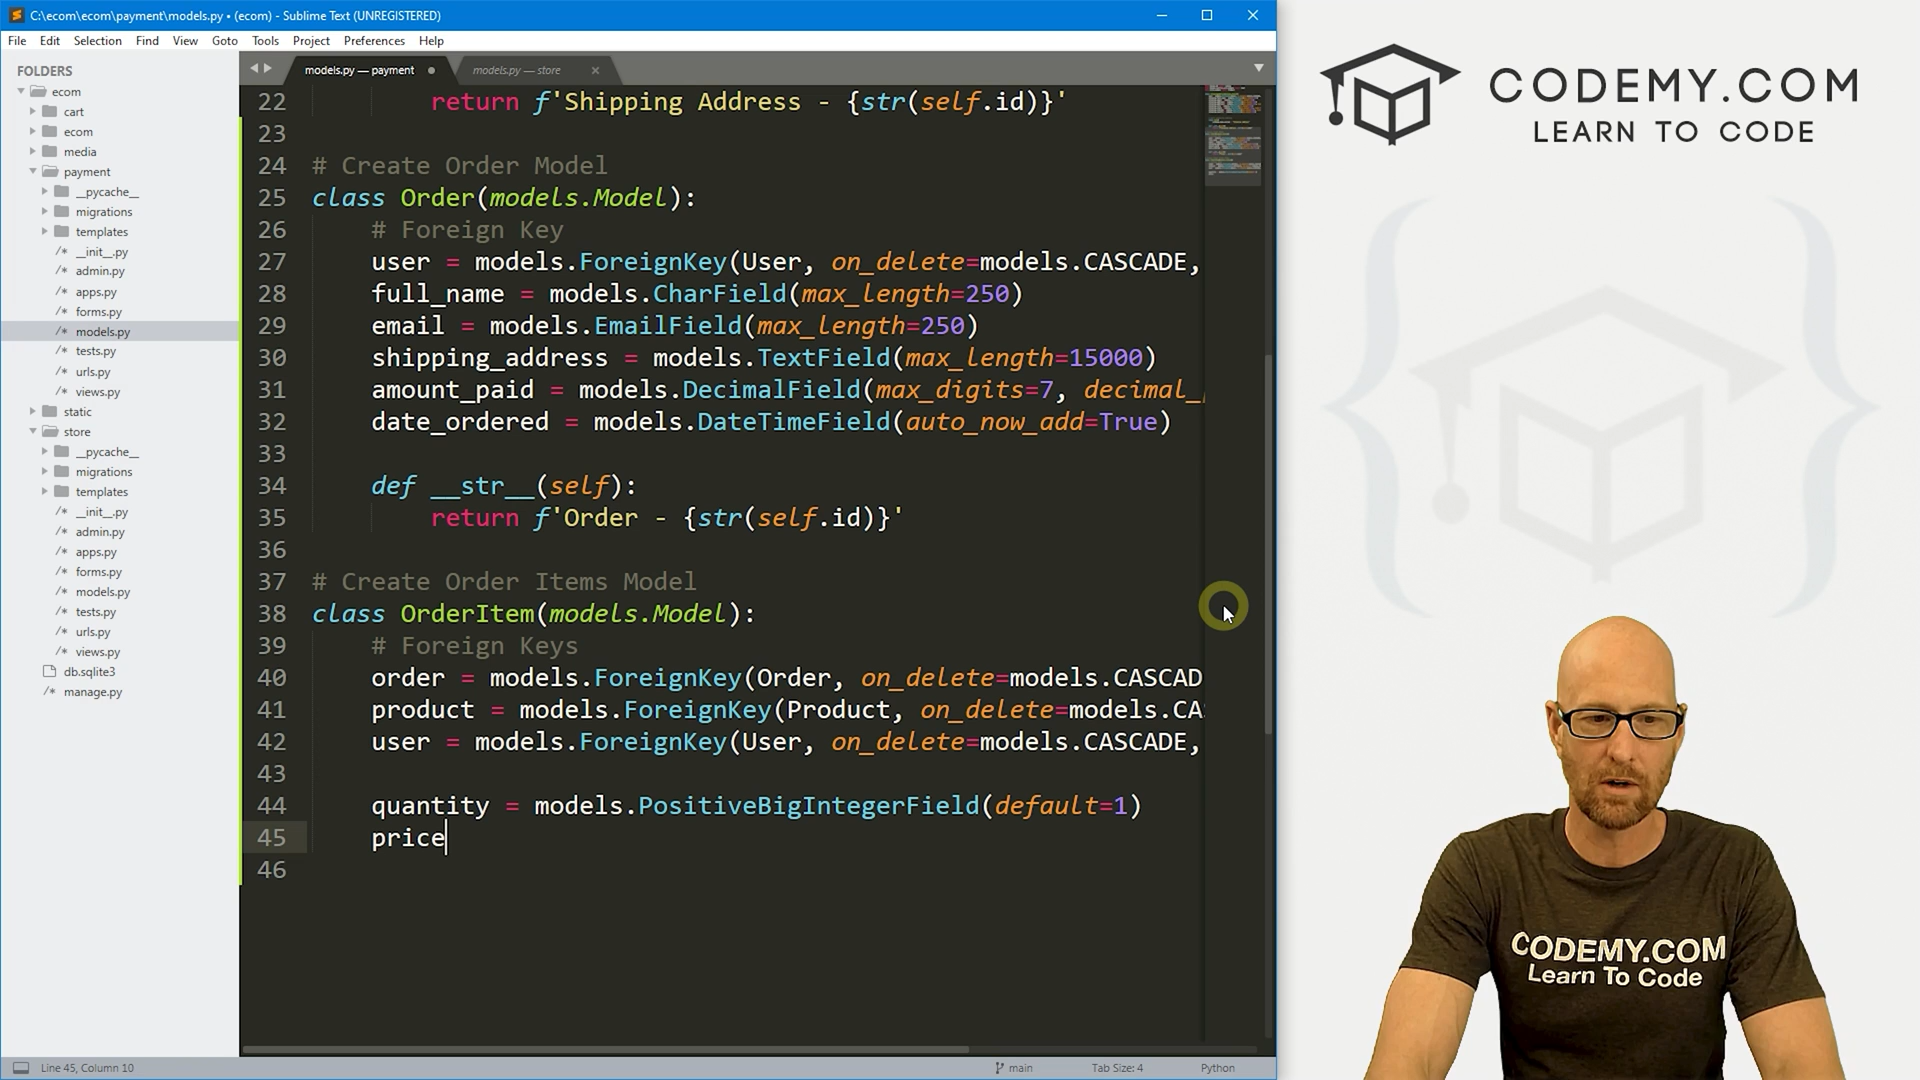 C:\ecom\ecom\payment\models.py • (ecom) - Sublime Text (UNREGISTERED)
File Edit Selection Find View Goto Tools Project Preferences Help
FOLDERS
ecom
cart
ecom
media
payment
__pycache__
migrations
templates
/* __init__.py
/* admin.py
/* apps.py
/* forms.py
/* models.py
/* tests.py
/* urls.py
/* views.py
static
store
__pycache__
migrations
templates
/* __init__.py
/* admin.py
/* apps.py
/* forms.py
/* models.py
/* tests.py
/* urls.py
/* views.py
db.sqlite3
/* manage.py
models.py — payment
models.py — store
22 return f'Shipping Address - {str(self.id)}'
23
24 # Create Order Model
25 class Order(models.Model):
26 # Foreign Key
27 user = models.ForeignKey(User, on_delete=models.CASCADE,
28 full_name = models.CharField(max_length=250)
29 email = models.EmailField(max_length=250)
30 shipping_address = models.TextField(max_length=15000)
31 amount_paid = models.DecimalField(max_digits=7, decimal_
32 date_ordered = models.DateTimeField(auto_now_add=True)
33
34 def __str__(self):
35 return f'Order - {str(self.id)}'
36
37 # Create Order Items Model
38 class OrderItem(models.Model):
39 # Foreign Keys
40 order = models.ForeignKey(Order, on_delete=models.CASCAD
41 product = models.ForeignKey(Product, on_delete=models.CA
42 user = models.ForeignKey(User, on_delete=models.CASCADE,
43
44 quantity = models.PositiveBigIntegerField(default=1)
45 price
46
Line 45, Column 10
main
Tab Size: 4
Python
CODEMY.COM
LEARN TO CODE
CODEMY.COM
Learn To Code